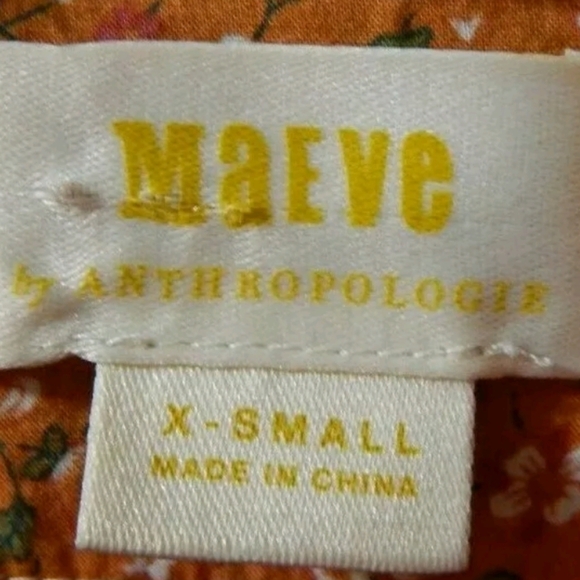 Maeve
by ANTHROPOLOGIE
X-SMALL
MADE IN CHINA